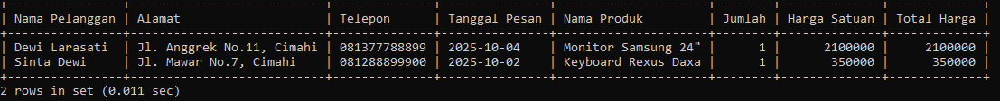 | Nama Pelanggan | Alamat | Telepon | Tanggal Pesan | Nama Produk | Jumlah | Harga Satuan | Total Harga |
| Dewi Larasati | Jl. Anggrek No.11, Cimahi | 081377788899 | 2025-10-04 | Monitor Samsung 24" | 1 | 2100000 | 2100000 |
| Sinta Dewi | Jl. Mawar No.7, Cimahi | 081288899900 | 2025-10-02 | Keyboard Rexus Daxa | 1 | 350000 | 350000 |
2 rows in set (0.011 sec)